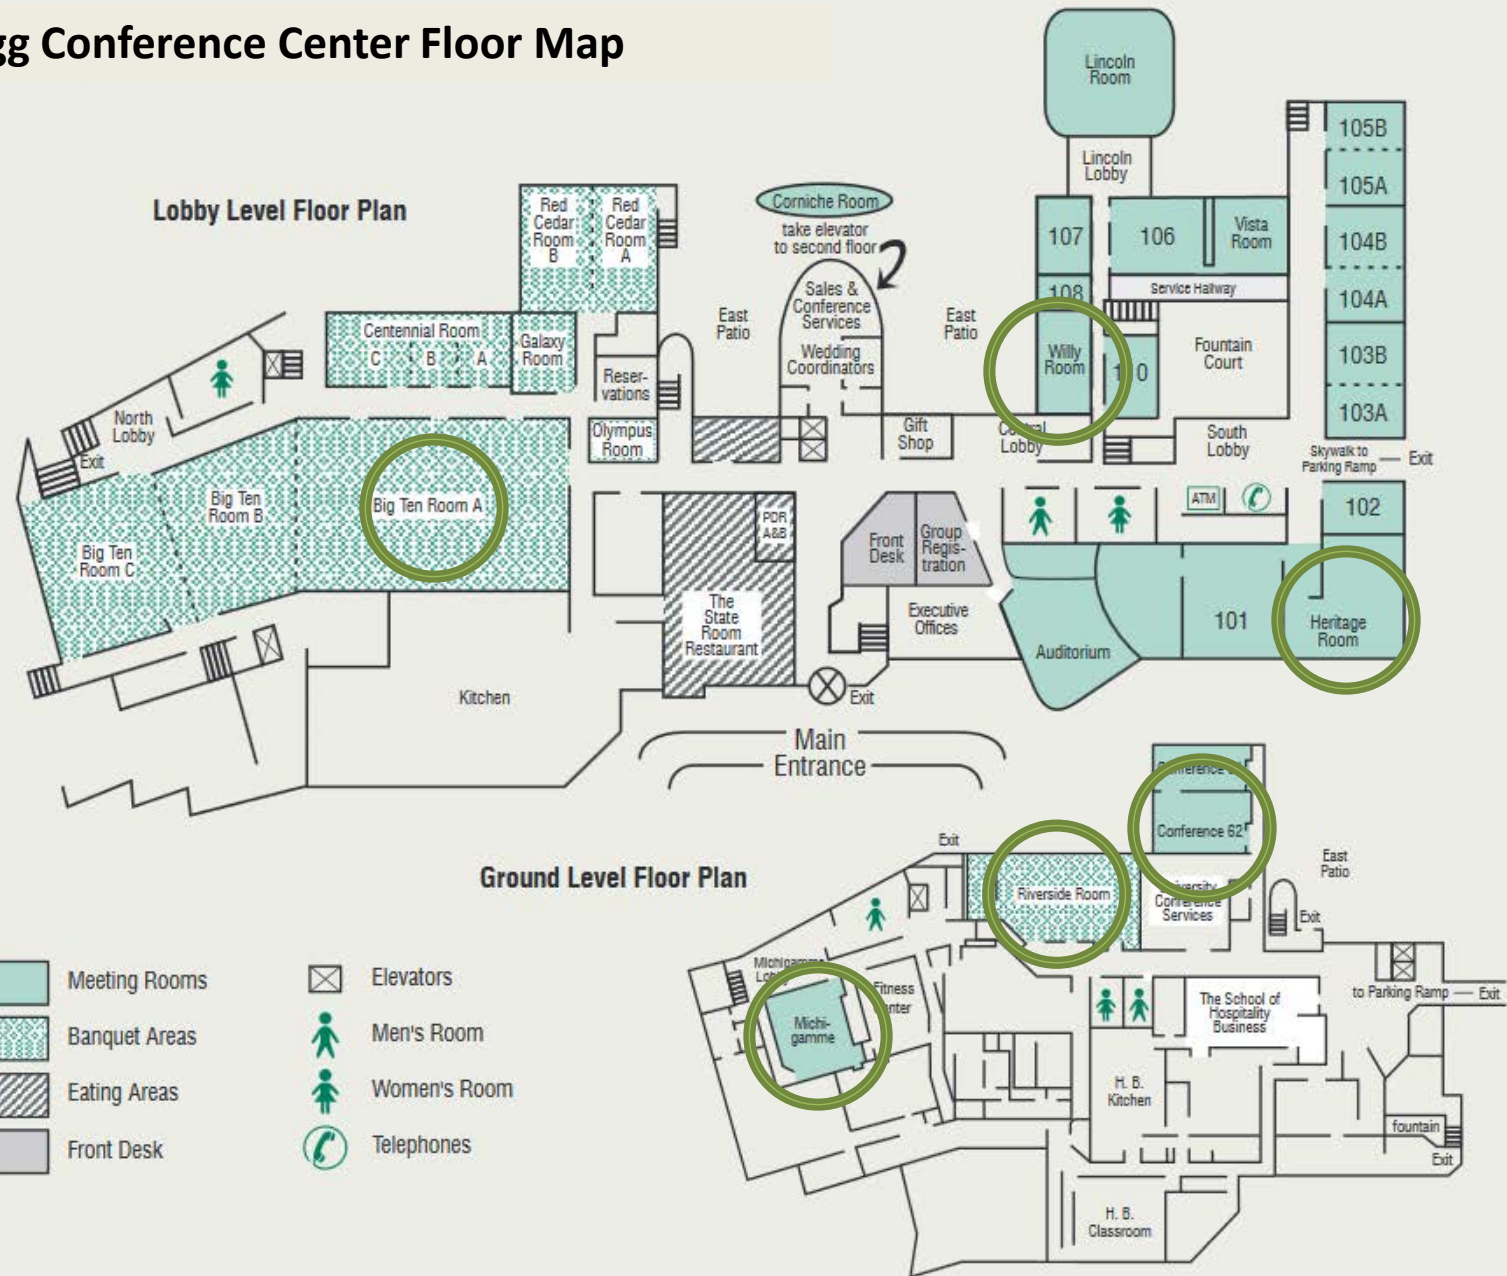 gg Conference Center Floor Map
Lobby Level Floor Plan
Lincoln
Room
Lincoln
Lobby
105B
105A
104B
104A
103B
103A
107
106
Vista
Room
108
Service Hallway
Willy
Room
Fountain
Court
Corniche Room
take elevator
to second floor
Sales &
Conference
Services
Wedding
Coordinators
East
Patio
East
Patio
Red
Cedar
Room
B
Red
Cedar
Room
A
Centennial Room
C B A
Galaxy
Room
Reser-
vations
Olympus
Room
North
Lobby
Exit
Big Ten
Room C
Big Ten
Room B
Big Ten Room A
Gift
Shop
Central
Lobby
South
Lobby
Skywalk to
Parking Ramp
Exit
ATM
102
PDR
A&B
The
State
Room
Restaurant
Front
Desk
Group
Regis-
tration
Executive
Offices
Auditorium
101
Heritage
Room
Kitchen
Exit
Main
Entrance
Ground Level Floor Plan
Conference 62
Exit
Riverside Room
University
Conference
Services
East
Patio
Exit
Michigamme
Michi-
gamme
Fitness
Center
The School of
Hospitality
Business
to Parking Ramp
Exit
H. B.
Kitchen
fountain
Exit
H. B.
Classroom
Meeting Rooms
Banquet Areas
Eating Areas
Front Desk
Elevators
Men's Room
Women's Room
Telephones